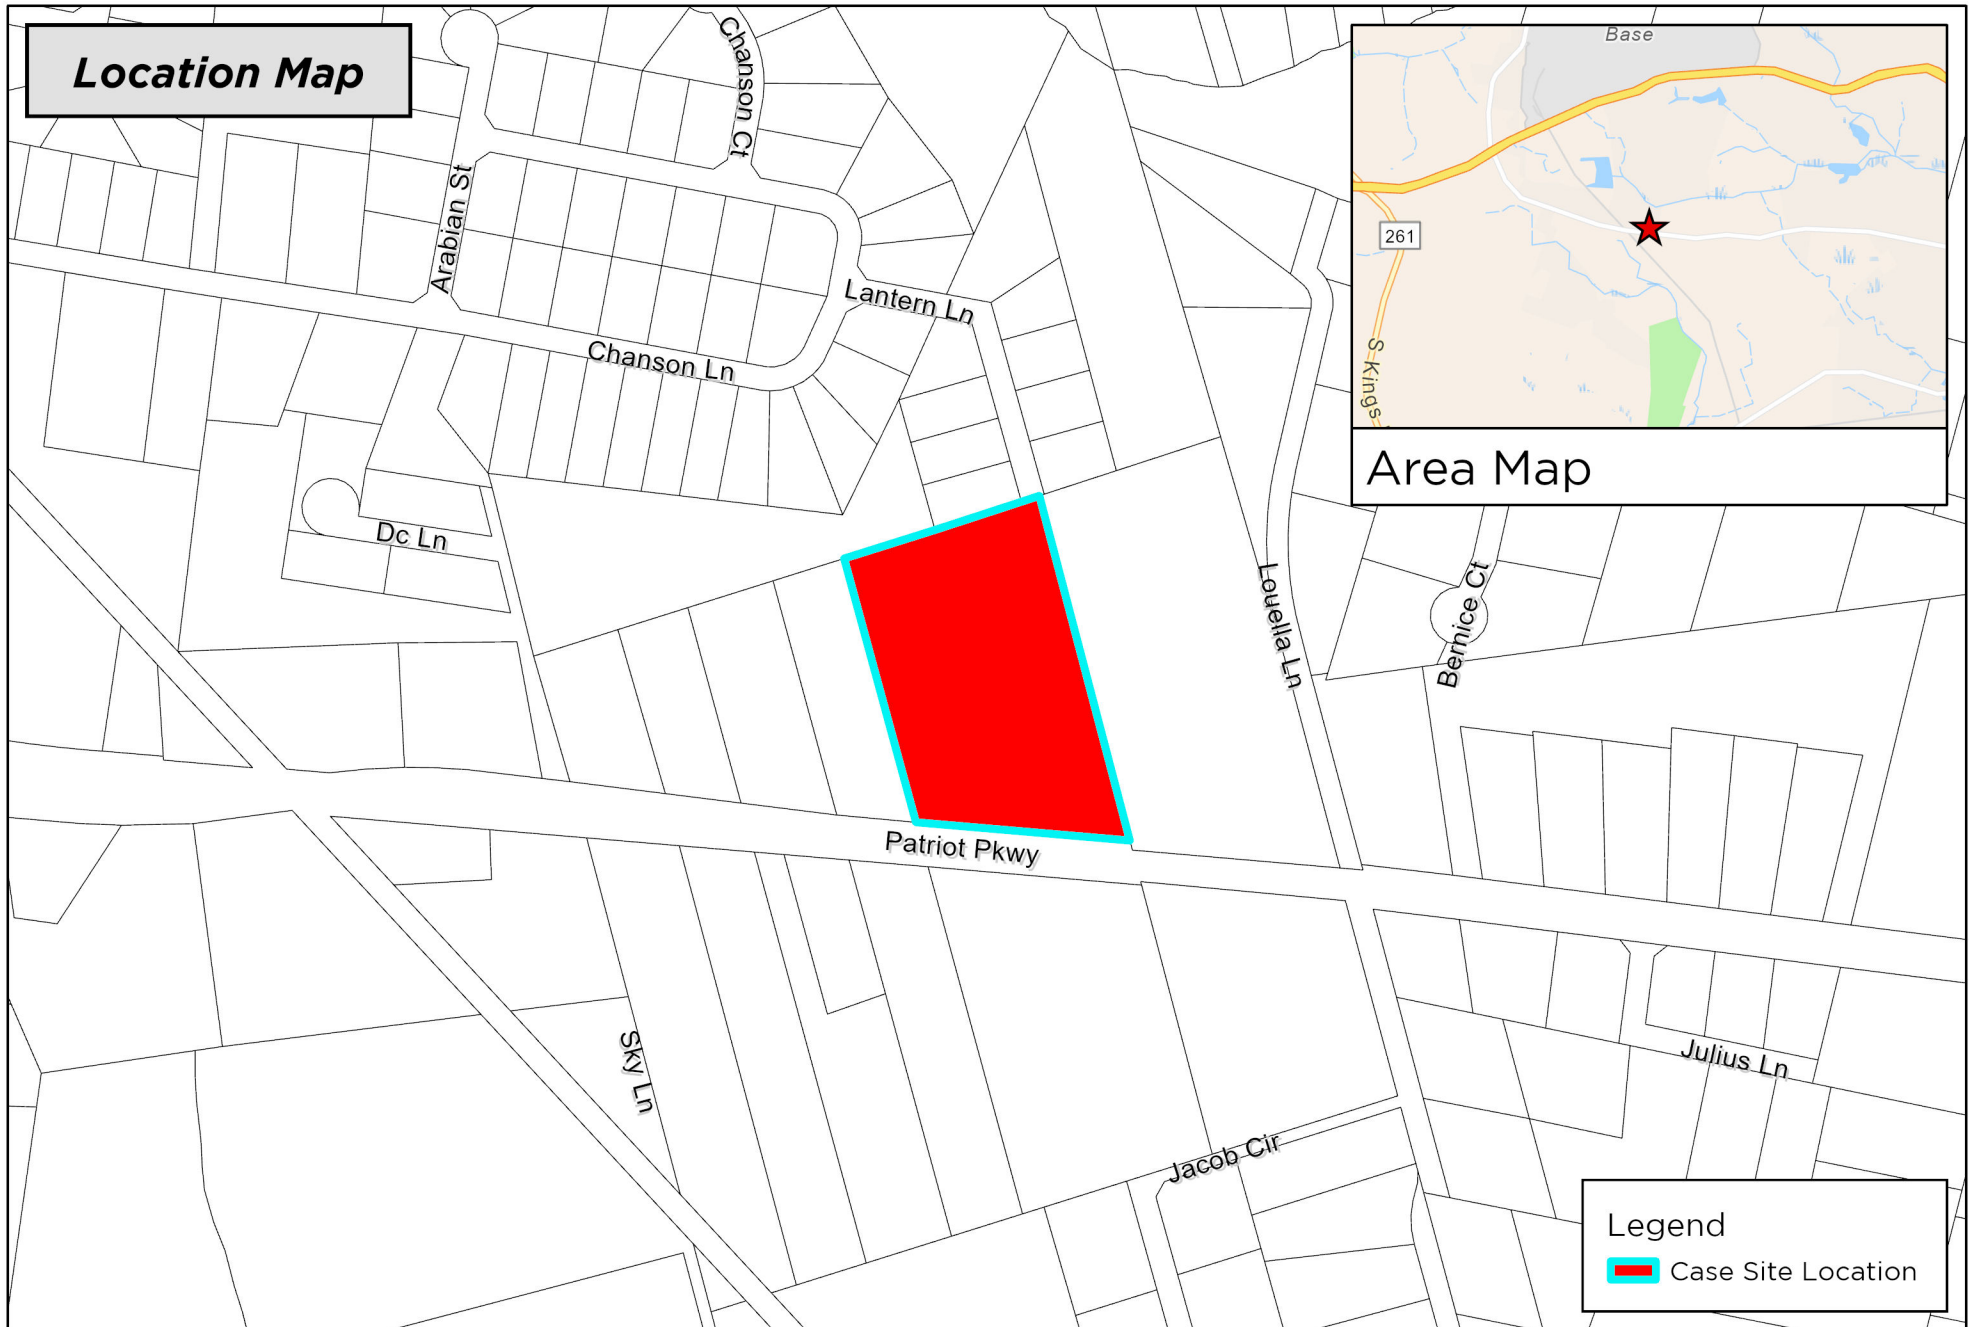 Location Map
Chanson Ct
Base
Arabian St
261
Lantern Ln
Chanson Ln
S Kings
Area Map
Dc Ln
Louella Ln
Bernice Ct
Patriot Pkwy
Sky Ln
Julius Ln
Jacob Cir
Legend
Case Site Location